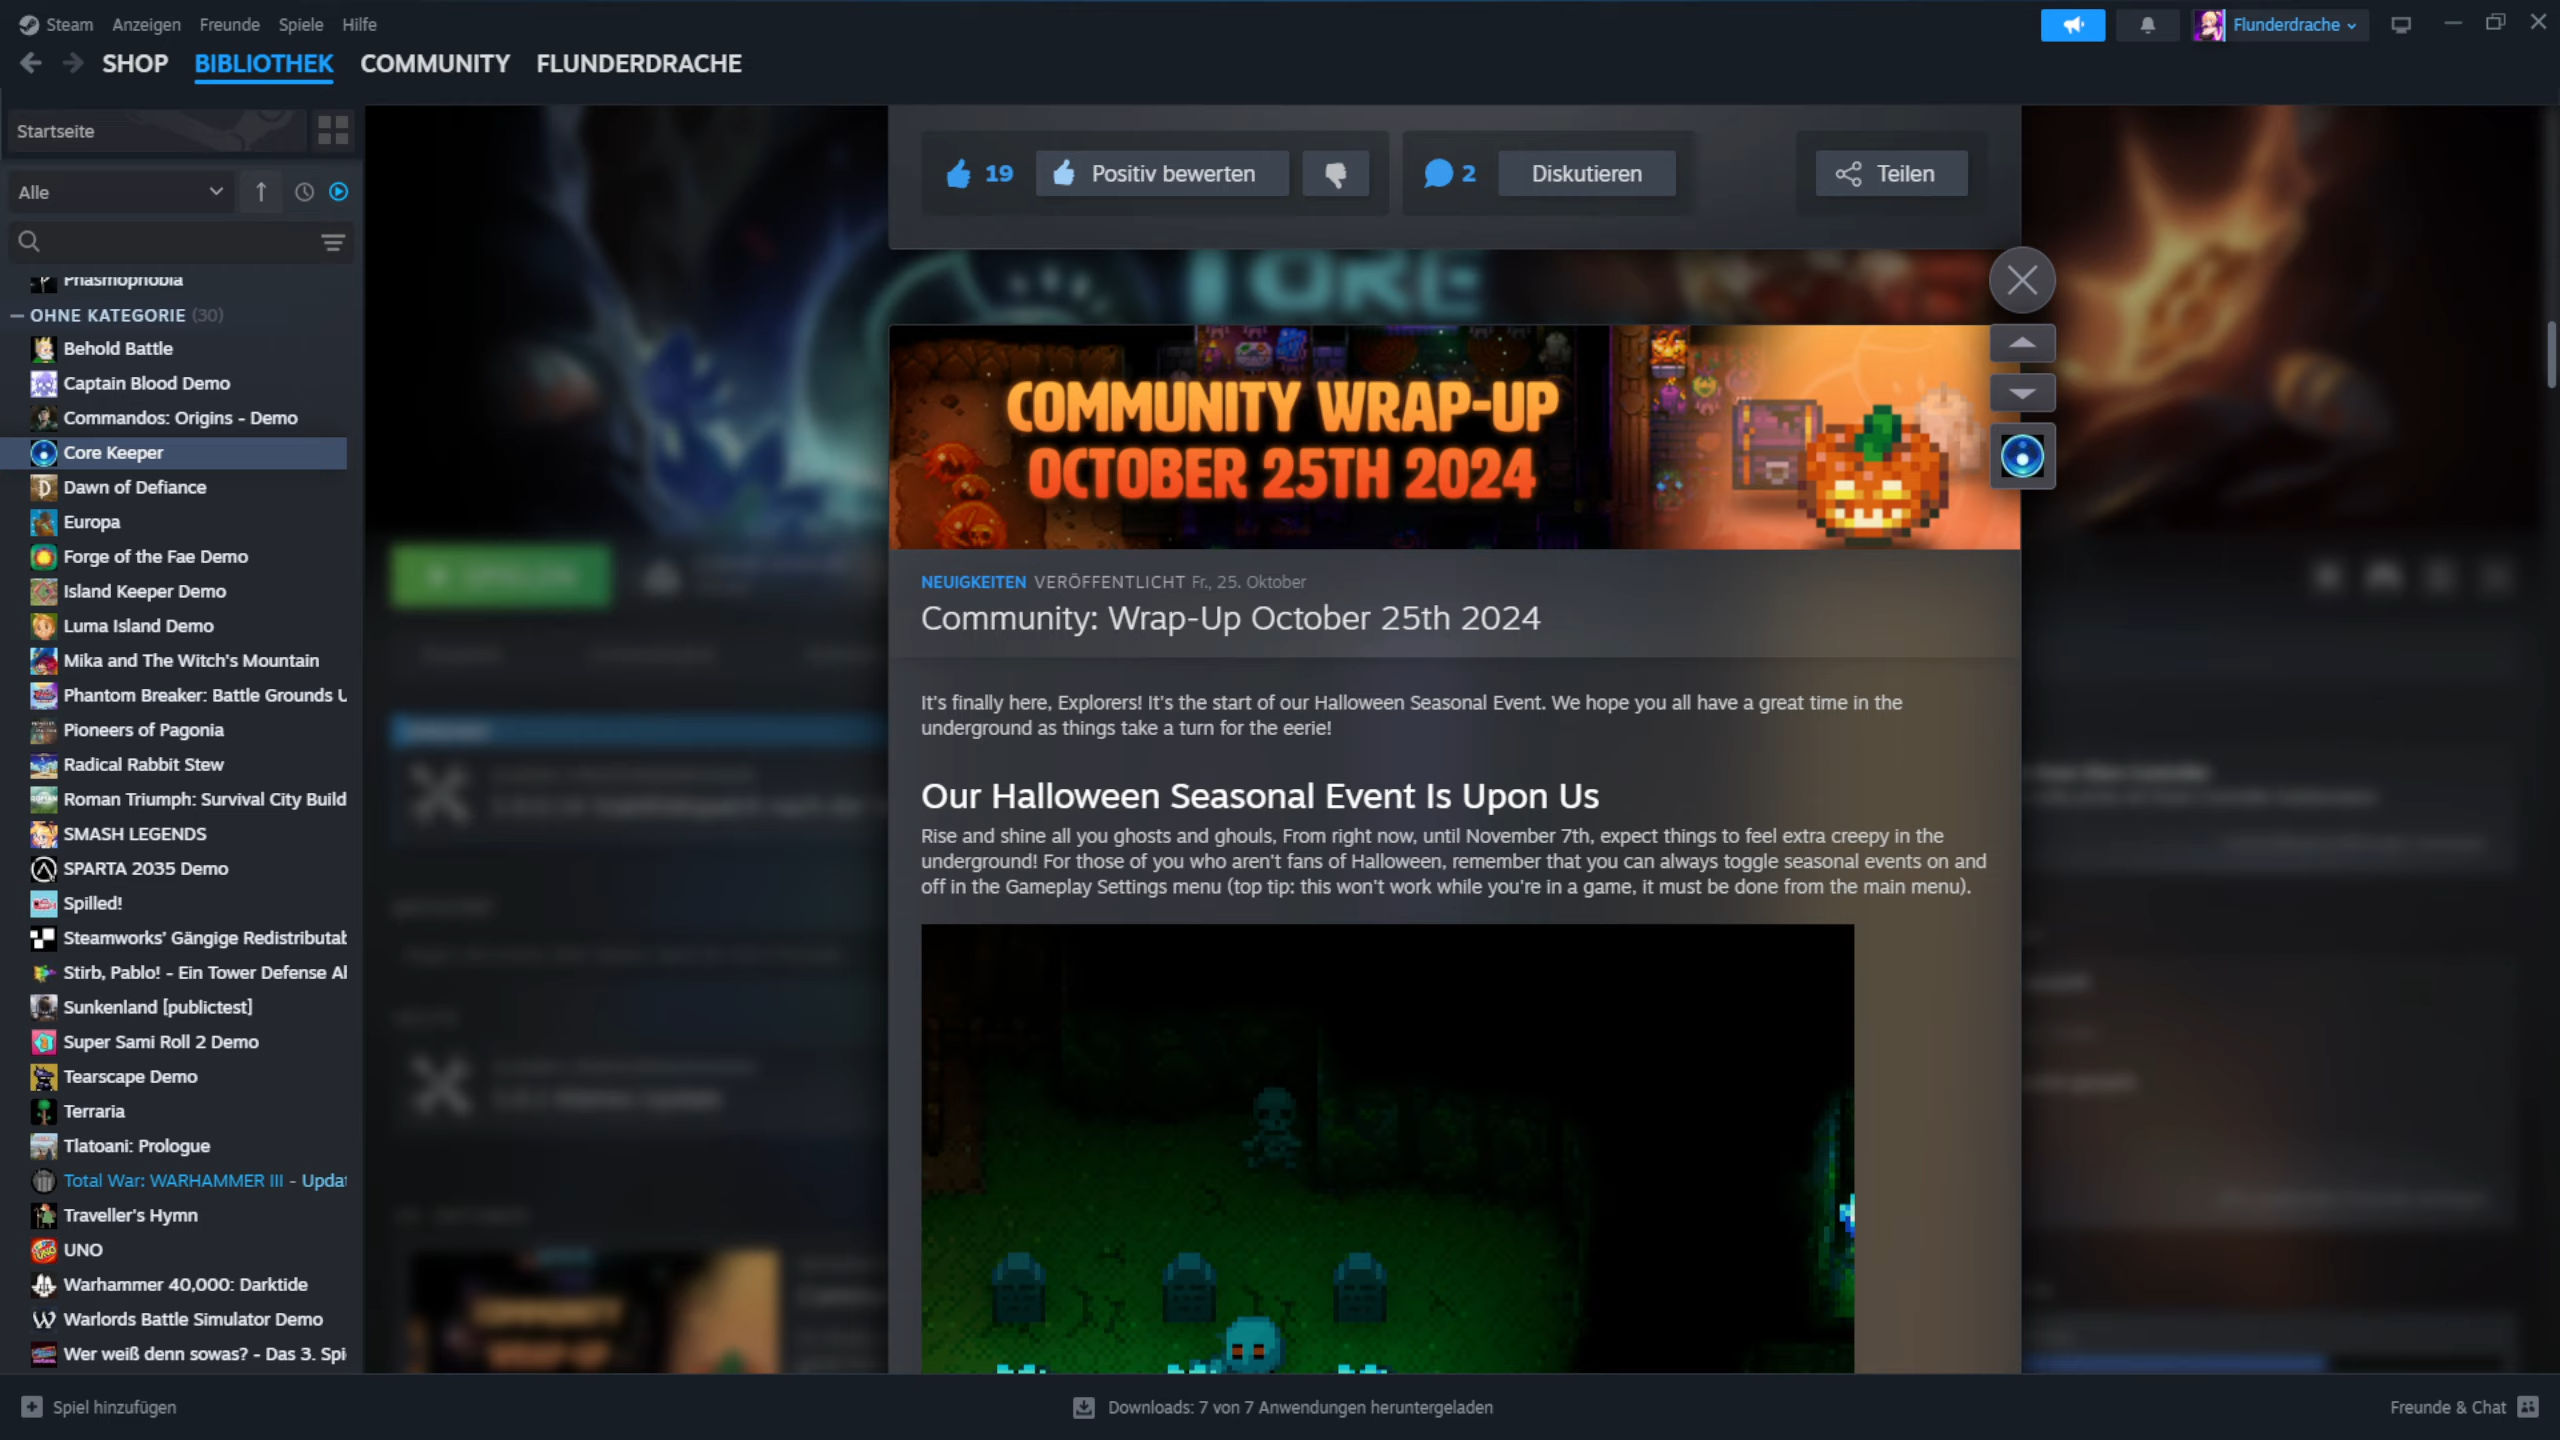 Steam Anzeigen Freunde Spiele Hilfe
Flunderdrache
SHOP BIBLIOTHEK COMMUNITY FLUNDERDRACHE
Startseite
Alle
Phasmophobia
OHNE KATEGORIE (30)
Behold Battle
Captain Blood Demo
Commandos: Origins - Demo
Core Keeper
Dawn of Defiance
Europa
Forge of the Fae Demo
Island Keeper Demo
Luma Island Demo
Mika and The Witch's Mountain
Phantom Breaker: Battle Grounds U
Pioneers of Pagonia
Radical Rabbit Stew
Roman Triumph: Survival City Build
SMASH LEGENDS
SPARTA 2035 Demo
Spilled!
Steamworks' Gängige Redistributab
Stirb, Pablo! - Ein Tower Defense Al
Sunkenland [publictest]
Super Sami Roll 2 Demo
Tearscape Demo
Terraria
Tlatoani: Prologue
Total War: WARHAMMER III - Updat
Traveller's Hymn
UNO
Warhammer 40,000: Darktide
Warlords Battle Simulator Demo
Wer weiß denn sowas? - Das 3. Spi
19 Positiv bewerten 2 Diskutieren Teilen
CORE
COMMUNITY WRAP-UP
OCTOBER 25TH 2024
NEUIGKEITEN VERÖFFENTLICHT Fr., 25. Oktober
Community: Wrap-Up October 25th 2024
It's finally here, Explorers! It's the start of our Halloween Seasonal Event. We hope you all have a great time in the
underground as things take a turn for the eerie!
Our Halloween Seasonal Event Is Upon Us
Rise and shine all you ghosts and ghouls, From right now, until November 7th, expect things to feel extra creepy in the
underground! For those of you who aren't fans of Halloween, remember that you can always toggle seasonal events on and
off in the Gameplay Settings menu (top tip: this won't work while you're in a game, it must be done from the main menu).
COMMUNITY
WRAP-UP
Spiel hinzufügen
Downloads: 7 von 7 Anwendungen heruntergeladen
Freunde & Chat